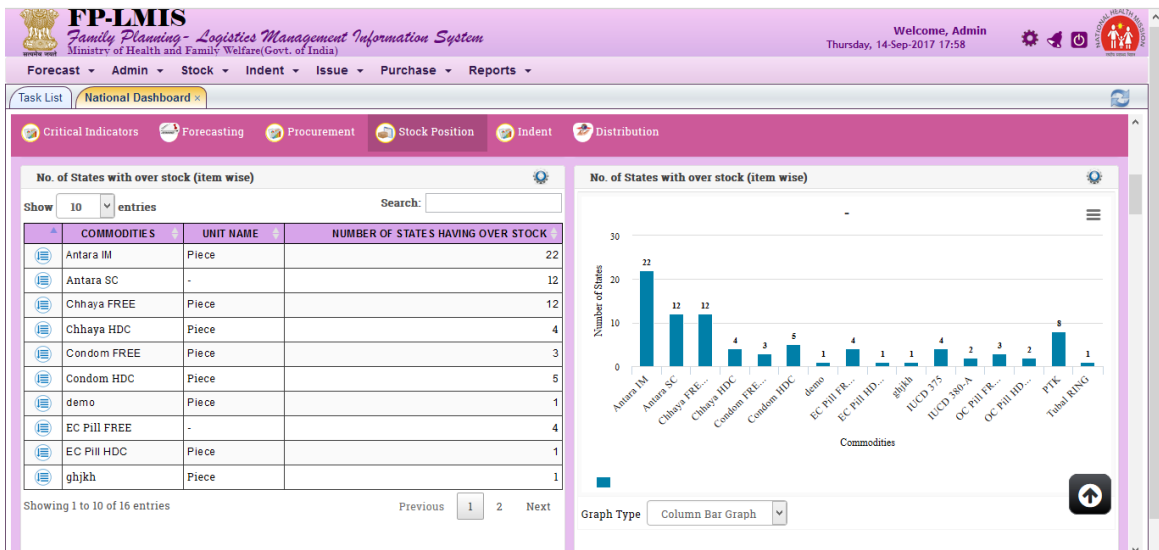 FP-LMIS
Family Planning - Logistics Management Information System
Ministry of Health and Family Welfare(Govt. of India)
सत्यमेव जयते
Welcome, Admin
Thursday, 14-Sep-2017 17:58
NATIONAL HEALTH MISSION
Forecast Admin Stock Indent Issue Purchase Reports
Task List National Dashboard ×
Critical Indicators Forecasting Procurement Stock Position Indent Distribution
No. of States with over stock (item wise)
Show 10 entries Search:
COMMODITIES UNIT NAME NUMBER OF STATES HAVING OVER STOCK
Antara IM Piece 22
Antara SC - 12
Chhaya FREE Piece 12
Chhaya HDC Piece 4
Condom FREE Piece 3
Condom HDC Piece 5
demo Piece 1
EC Pill FREE - 4
EC Pill HDC Piece 1
ghjkh Piece 1
Showing 1 to 10 of 16 entries Previous 1 2 Next
No. of States with over stock (item wise)
-
Number of States
30
20
10
0
22 12 12 4 3 5 1 4 1 1 4 2 3 2 8 1
Antara IM
Antara SC
Chhaya FRE...
Chhaya HDC
Condom FRE...
Condom HDC
demo
EC Pill FR...
EC Pill HD...
ghjkh
IUCD 375
IUCD 380-A
OC Pill FR...
OC Pill HD...
PTK
Tubal RING
Commodities
Graph Type Column Bar Graph